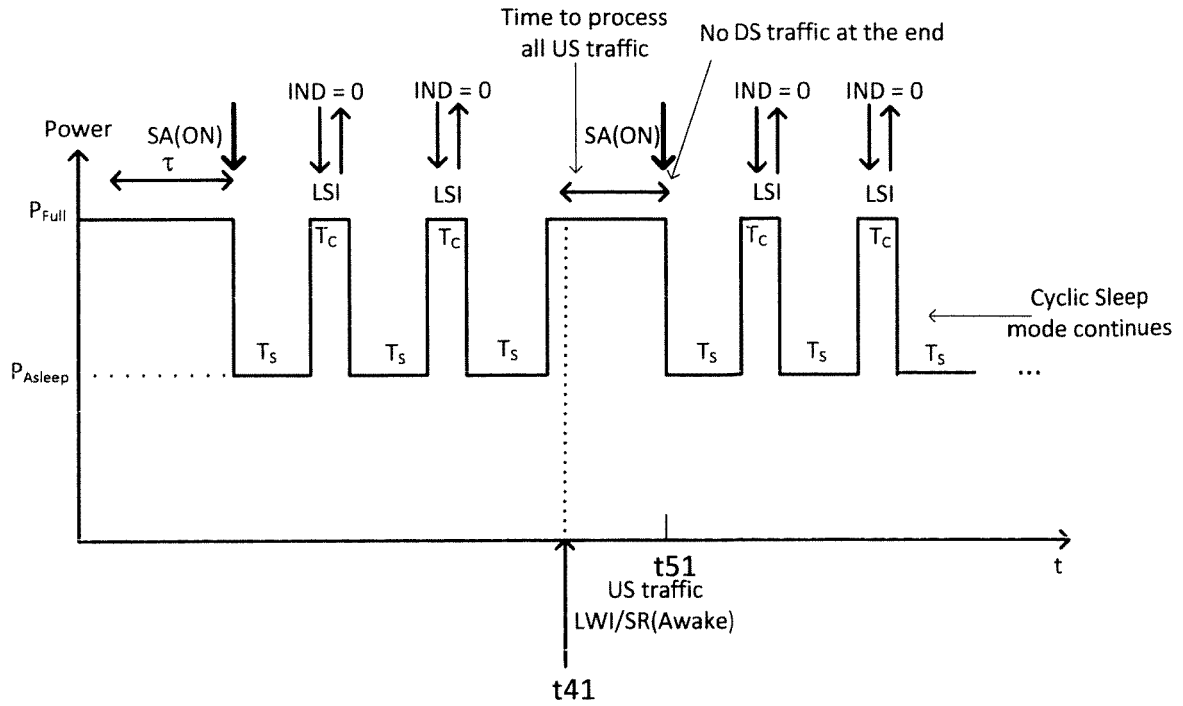 Time to process
all US traffic
No DS traffic at the end
IND = 0
IND = 0
IND = 0
IND = 0
Power
SA(ON)
τ
SA(ON)
LSI
LSI
LSI
LSI
PFull
TC
TC
TC
TC
Cyclic Sleep
mode continues
TS
TS
TS
TS
TS
TS
PAsleep
...
t51
t
US traffic
LWI/SR(Awake)
t41